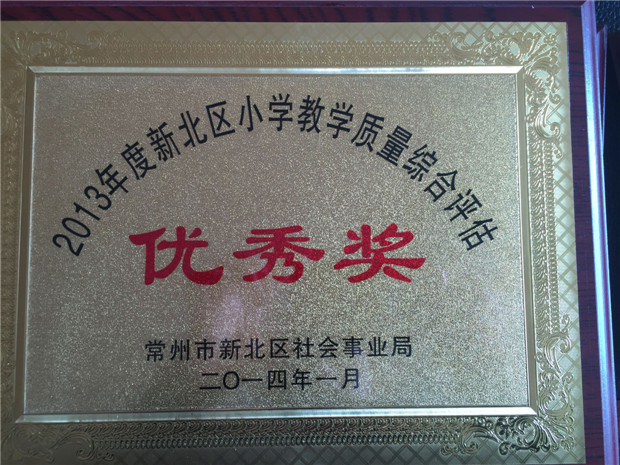 2013年度新北区小学教学质量综合评估
优秀奖
常州市新北区社会事业局
二〇一四年一月